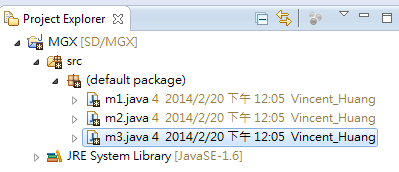 Project Explorer
MGX [SD/MGX]
src
(default package)
m1.java 4 2014/2/20 下午 12:05 Vincent_Huang
m2.java 4 2014/2/20 下午 12:05 Vincent_Huang
m3.java 4 2014/2/20 下午 12:05 Vincent_Huang
JRE System Library [JavaSE-1.6]